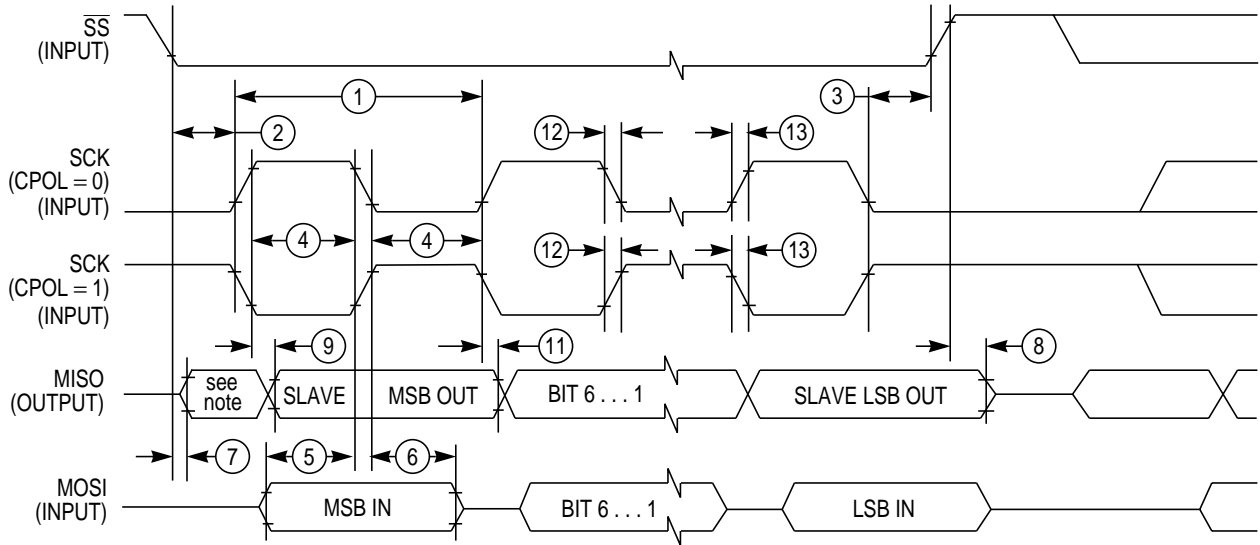 SS
(INPUT)
1
3
2
12
13
SCK
(CPOL = 0)
(INPUT)
4
4
12
13
SCK
(CPOL = 1)
(INPUT)
9
11
8
MISO
(OUTPUT)
see
note
SLAVE
MSB OUT
BIT 6 . . . 1
SLAVE LSB OUT
7
5
6
MOSI
(INPUT)
MSB IN
BIT 6 . . . 1
LSB IN